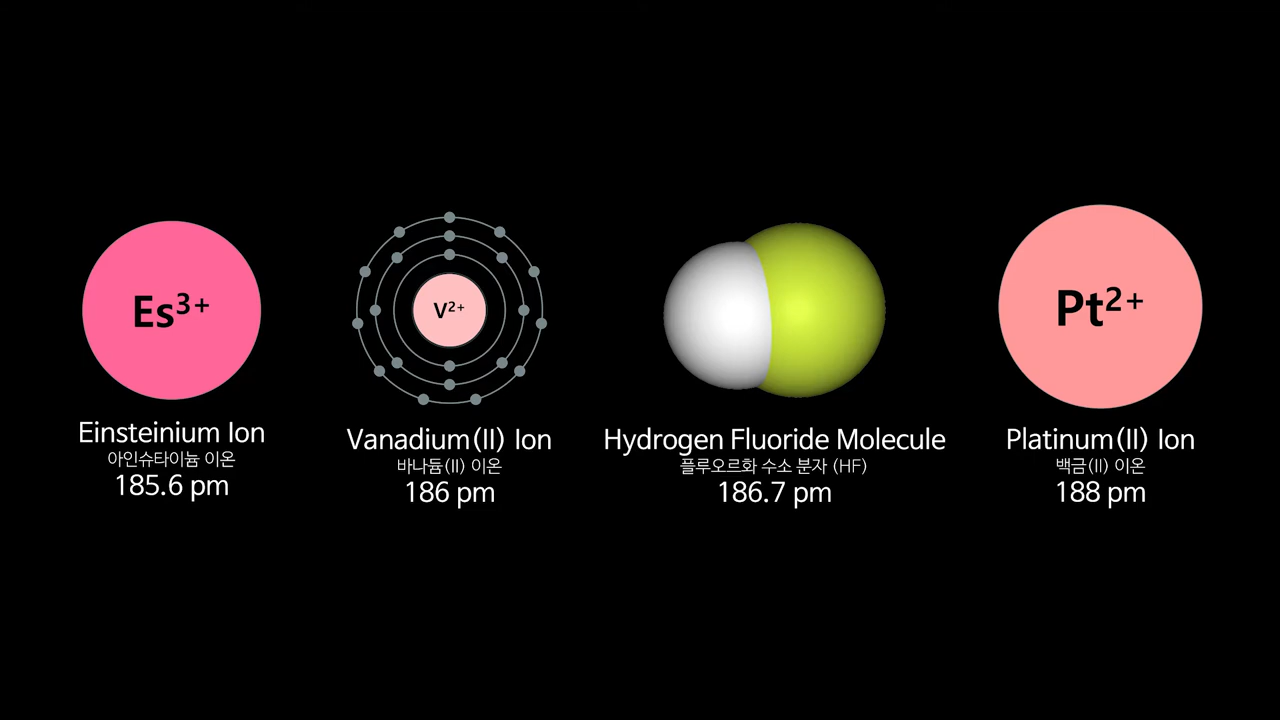 Es³⁺
Einsteinium Ion
아인슈타이늄 이온
185.6 pm
V²⁺
Vanadium(II) Ion
바나듐(II) 이온
186 pm
Hydrogen Fluoride Molecule
플루오르화 수소 분자 (HF)
186.7 pm
Pt²⁺
Platinum(II) Ion
백금(II) 이온
188 pm